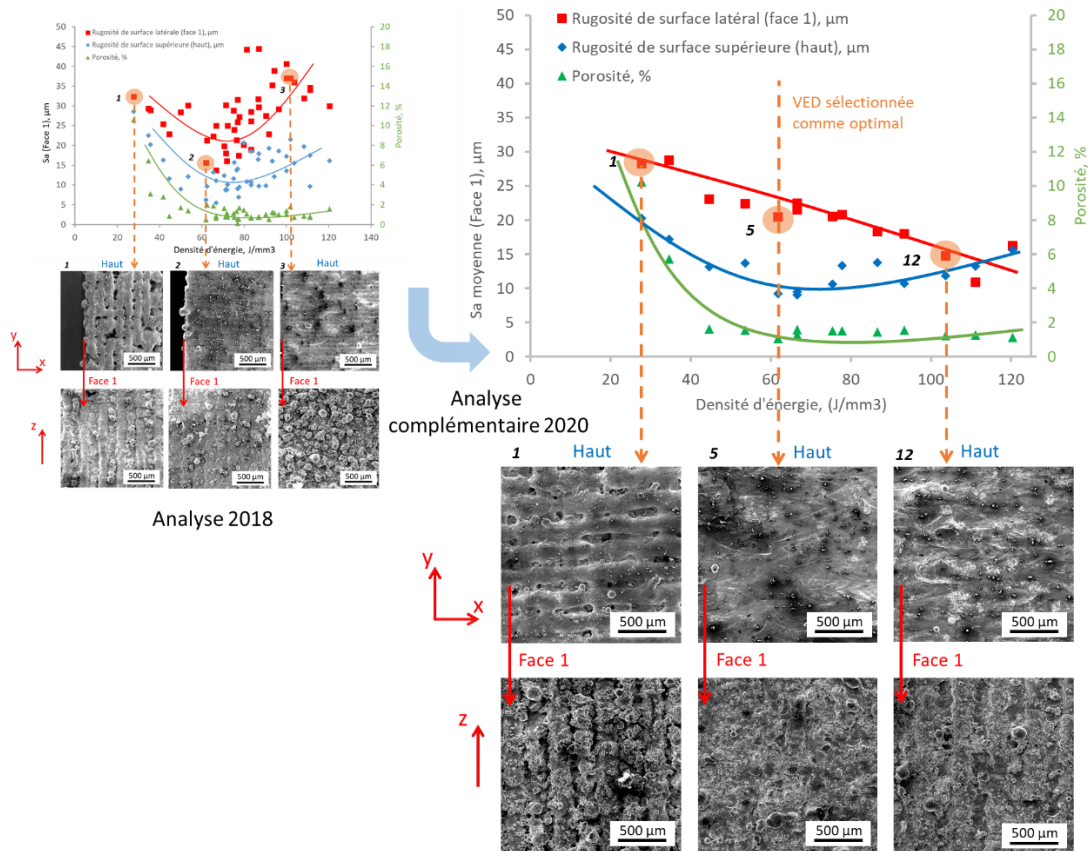 Rugosité de surface latérale (face 1), µm
Rugosité de surface supérieure (haut), µm
Porosité, %
50
45
40
35
30
25
20
15
10
5
0
Sa (Face 1), µm
20
18
16
14
12
10
8
6
4
2
0
Porosité, %
1
2
3
0 20 40 60 80 100 120 140
Densité d'énergie, J/mm3
1 Haut 2 Haut 3 Haut
y
x
500 µm 500 µm 500 µm
Face 1 Face 1 Face 1
z
500 µm 500 µm 500 µm
Analyse 2018
Analyse
complémentaire 2020
Rugosité de surface latéral (face 1), µm
Rugosité de surface supérieure (haut), µm
Porosité, %
VED sélectionnée
comme optimal
50
45
40
35
30
25
20
15
10
5
0
Sa moyenne (Face 1), µm
20
18
16
14
12
10
8
6
4
2
0
Porosité, %
1
5
12
0 20 40 60 80 100 120
Densité d'énergie, (J/mm3)
1 Haut 5 Haut 12 Haut
y
x
500 µm 500 µm 500 µm
Face 1 Face 1 Face 1
z
500 µm 500 µm 500 µm